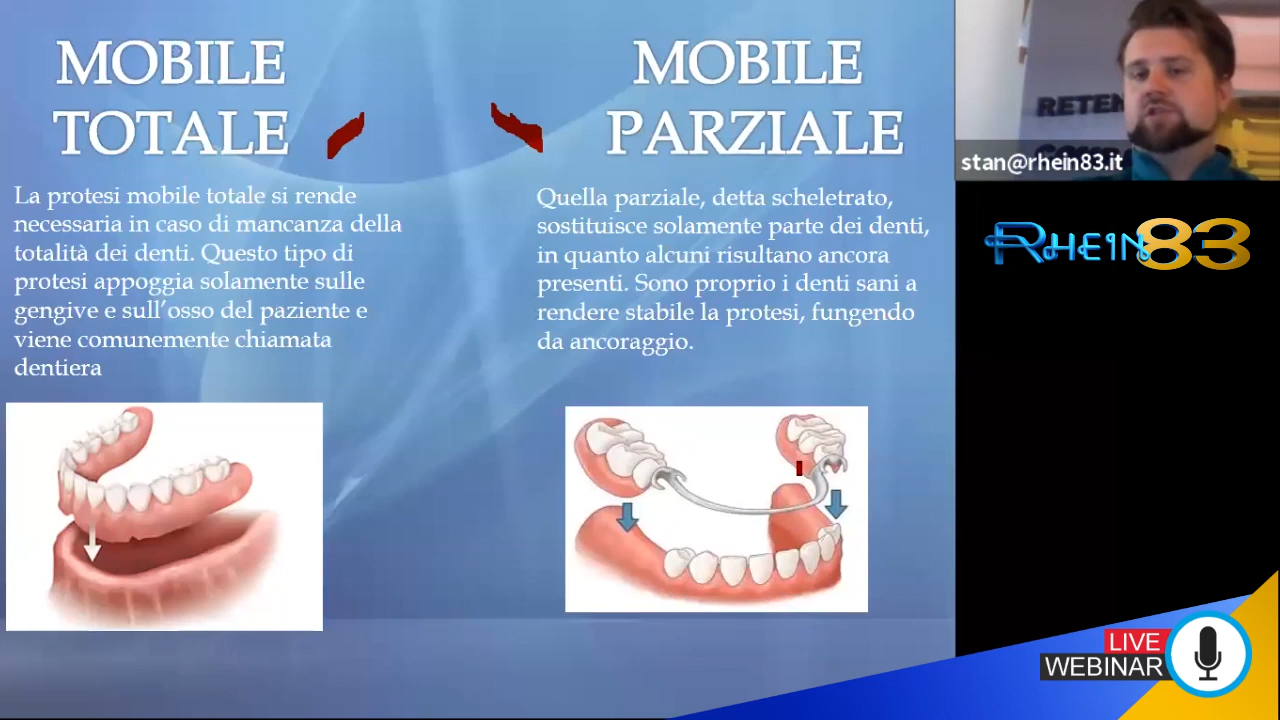 MOBILE
TOTALE
La protesi mobile totale si rende
necessaria in caso di mancanza della
totalità dei denti. Questo tipo di
protesi appoggia solamente sulle
gengive e sull’osso del paziente e
viene comunemente chiamata
dentiera
MOBILE
PARZIALE
Quella parziale, detta scheletrato,
sostituisce solamente parte dei denti,
in quanto alcuni risultano ancora
presenti. Sono proprio i denti sani a
rendere stabile la protesi, fungendo
da ancoraggio.
stan@rhein83.it
RHEIN83
LIVE
WEBINAR